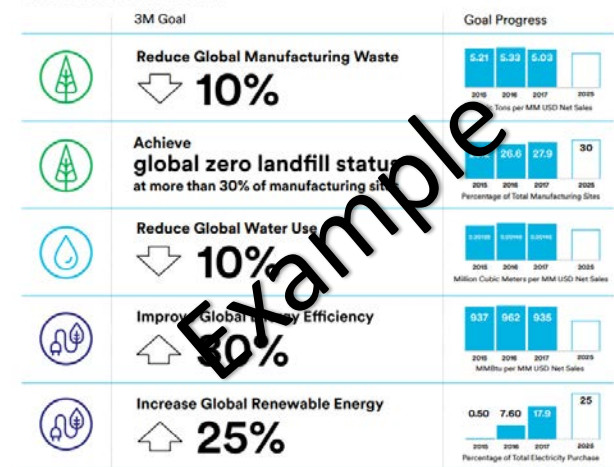 3M Goal
Goal Progress
Reduce Global Manufacturing Waste
10%
5.21 5.33 5.03
2015 2016 2017 2025
Tons per MM USD Net Sales
Achieve
global zero landfill status
at more than 30% of manufacturing sites
26.6 27.9 30
2015 2016 2017 2025
Percentage of Total Manufacturing Sites
Reduce Global Water Use
10%
2015 2016 2017 2025
Million Cubic Meters per MM USD Net Sales
Improve Global Energy Efficiency
30%
937 962 935
2015 2016 2017 2025
MMBtu per MM USD Net Sales
Increase Global Renewable Energy
25%
0.50 7.60 17.9 25
2015 2016 2017 2025
Percentage of Total Electricity Purchase
Example